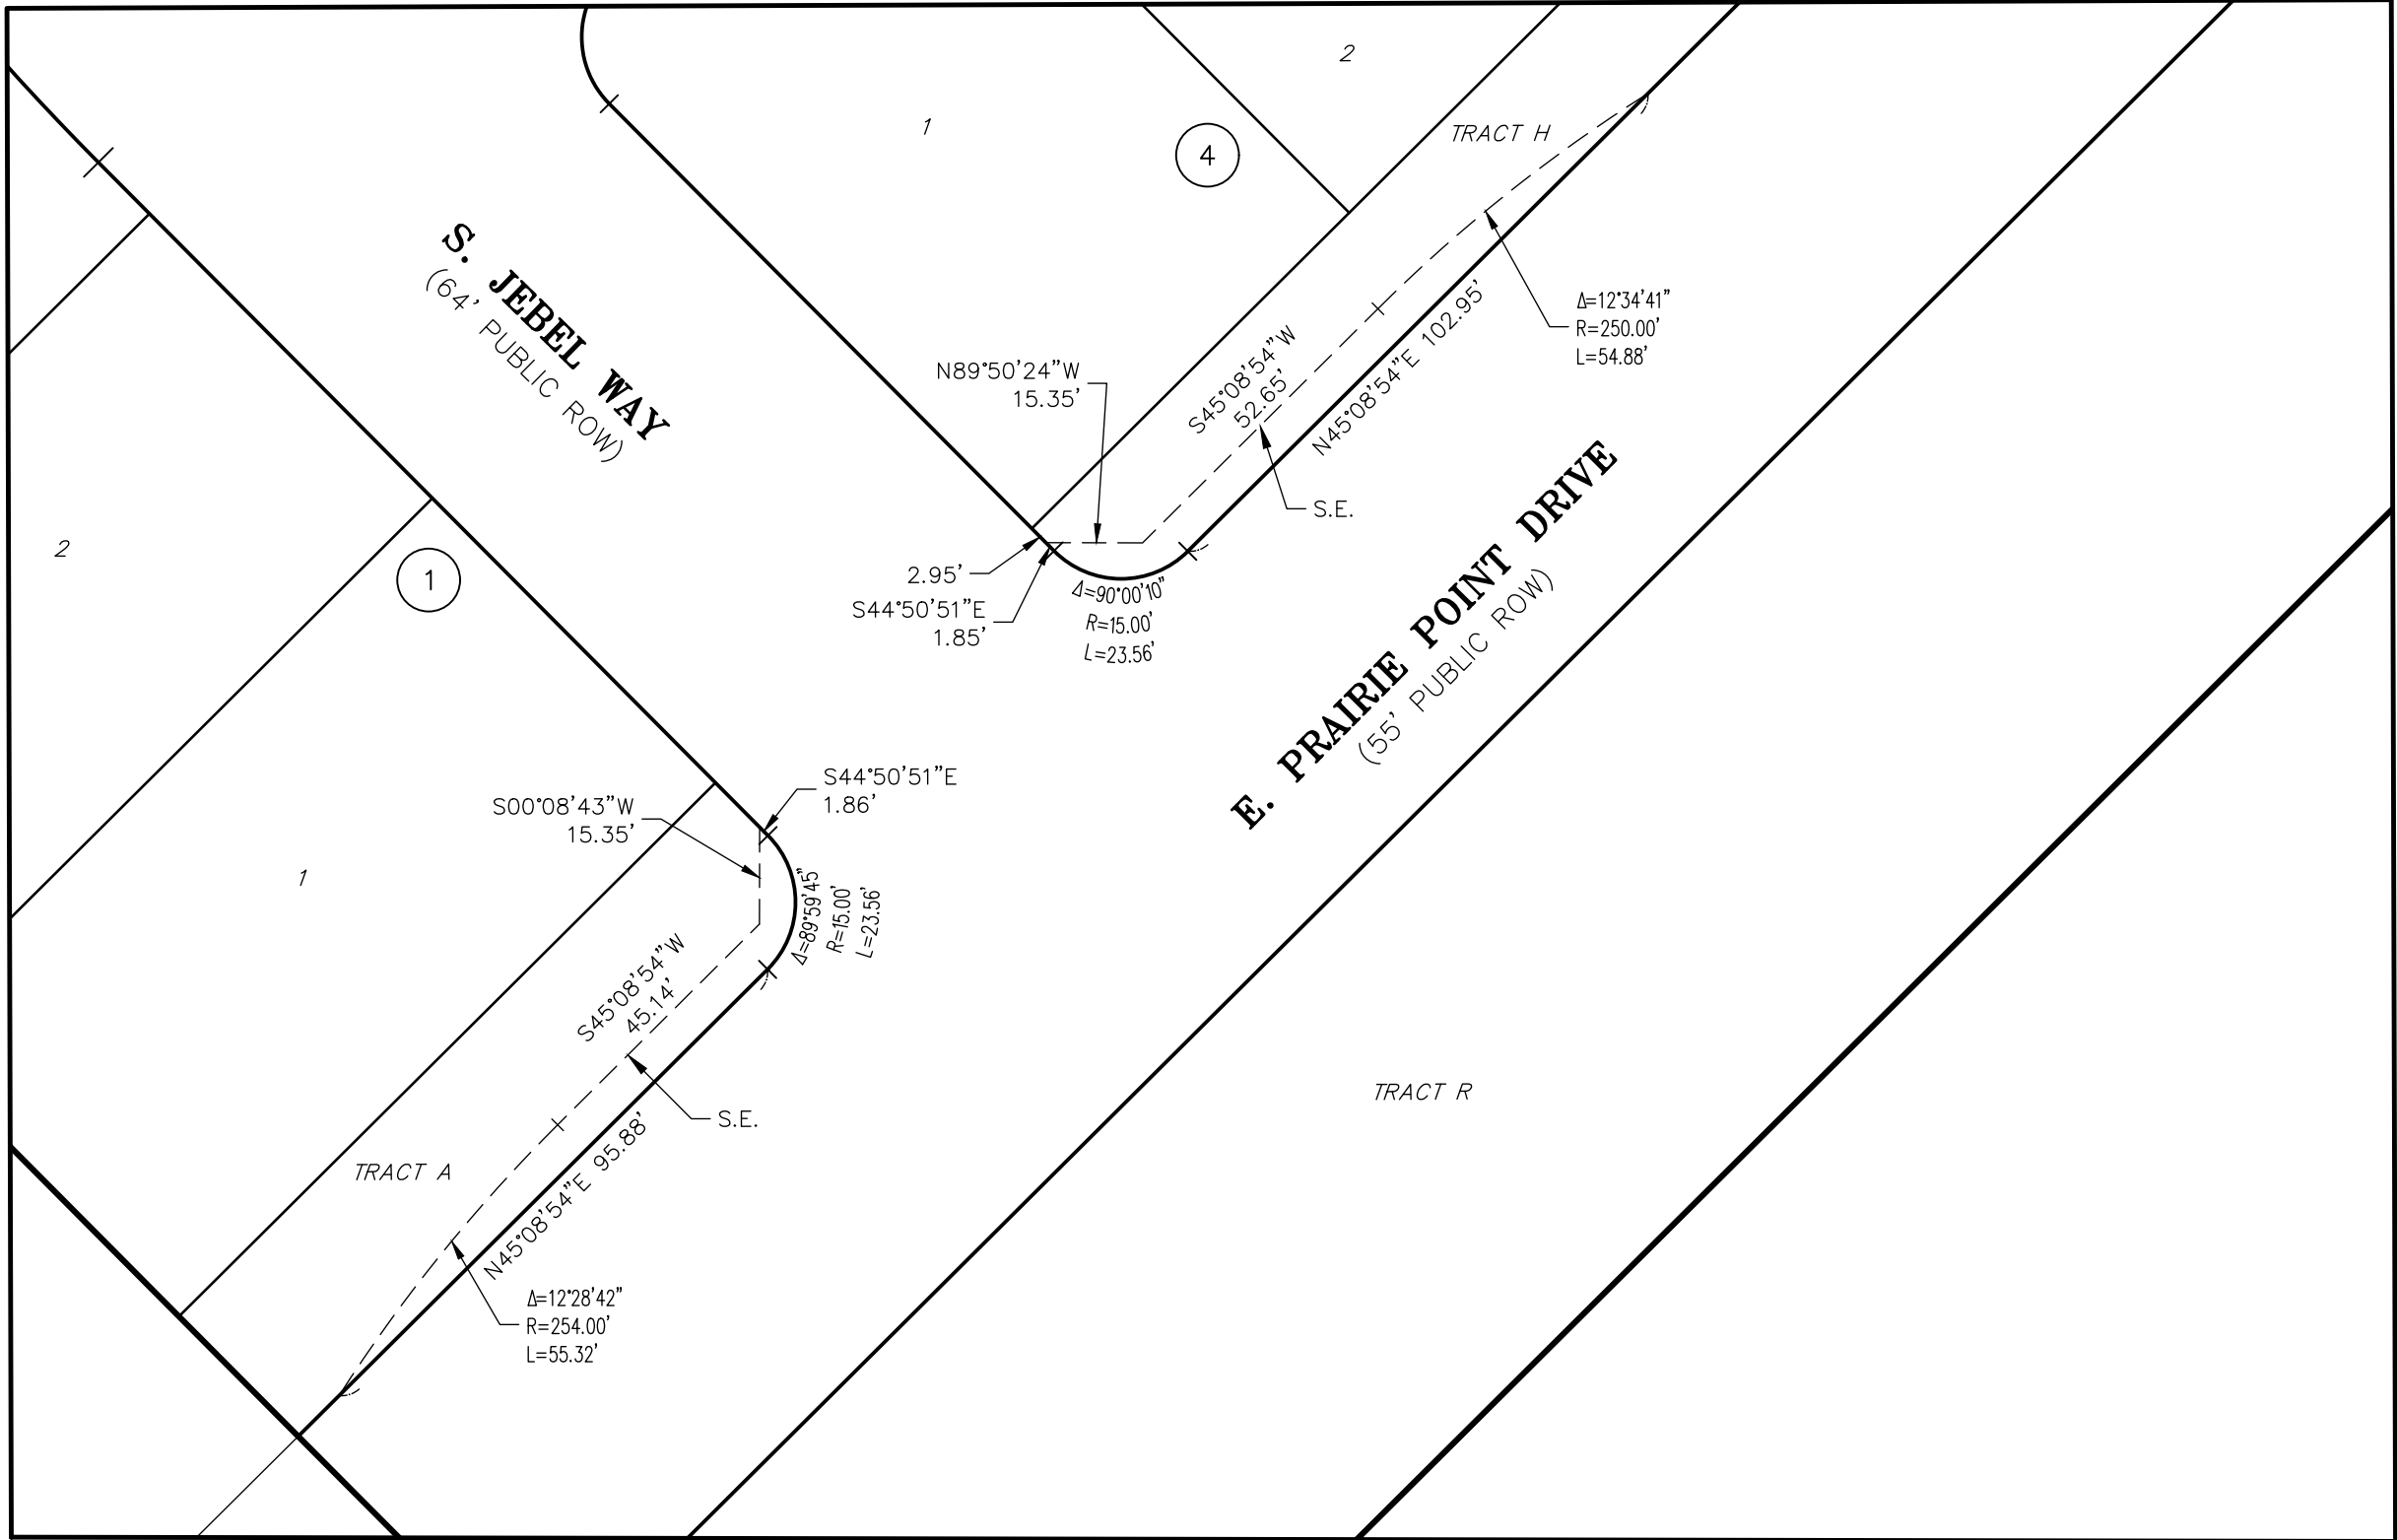 2
1
TRACT H
4
S. JEBEL WAY
(64' PUBLIC ROW)
Δ=12°34'41"
R=250.00'
L=54.88'
S45°08'54"W
52.65'
N45°08'54"E 102.95'
N89°50'24"W
15.35'
S.E.
2
1
2.95'
S44°50'51"E
1.85'
Δ=90°00'10"
R=15.00'
L=23.56'
E. PRAIRIE POINT DRIVE
(55' PUBLIC ROW)
S44°50'51"E
1.86'
S00°08'43"W
15.35'
1
Δ=89°59'45"
R=15.00'
L=23.56'
S45°08'54"W
45.14'
S.E.
N45°08'54"E 95.88'
TRACT A
TRACT R
Δ=12°28'42"
R=254.00'
L=55.32'